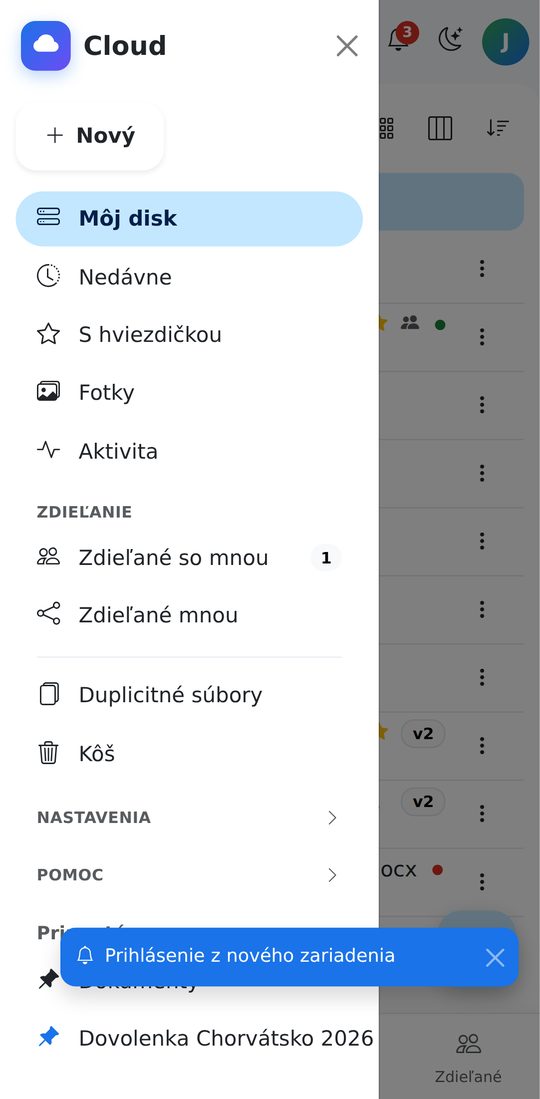 Cloud
3
J
Nový
Môj disk
Nedávne
S hviezdičkou
Fotky
Aktivita
ZDIEĽANIE
Zdieľané so mnou 1
Zdieľané mnou
Duplicitné súbory
v2
Kôš
v2
NASTAVENIA
POMOC
OCX
Prihlásenie z nového zariadenia
Dokumenty
Dovolenka Chorvátsko 2026
Zdieľané